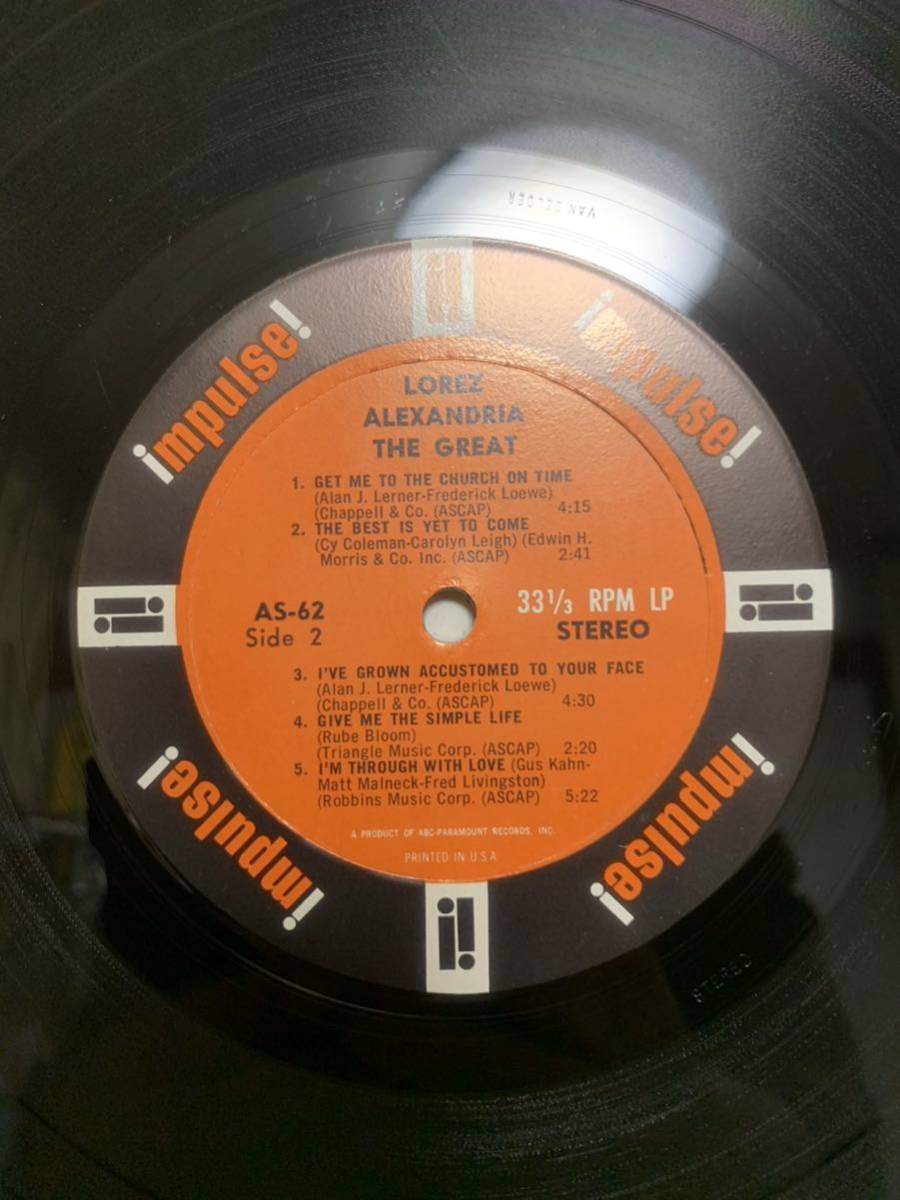 VAN GELDER
impulse!
impulse!
LOREZ
ALEXANDRIA
THE GREAT
1. GET ME TO THE CHURCH ON TIME
(Alan J. Lerner-Frederick Loewe)
(Chappell & Co. (ASCAP) 4:15
2. THE BEST IS YET TO COME
(Cy Coleman-Carolyn Leigh) (Edwin H.
Morris & Co. Inc. (ASCAP) 2:41
AS-62
Side 2
33 1/3 RPM LP
STEREO
3. I'VE GROWN ACCUSTOMED TO YOUR FACE
(Alan J. Lerner-Frederick Loewe)
(Chappell & Co. (ASCAP) 4:30
4. GIVE ME THE SIMPLE LIFE
(Rube Bloom)
(Triangle Music Corp. (ASCAP) 2:20
5. I'M THROUGH WITH LOVE (Gus Kahn-
Matt Malneck-Fred Livingston)
(Robbins Music Corp. (ASCAP) 5:22
A PRODUCT OF ABC-PARAMOUNT RECORDS, INC.
PRINTED IN U.S.A
impulse!
impulse!
STEREO